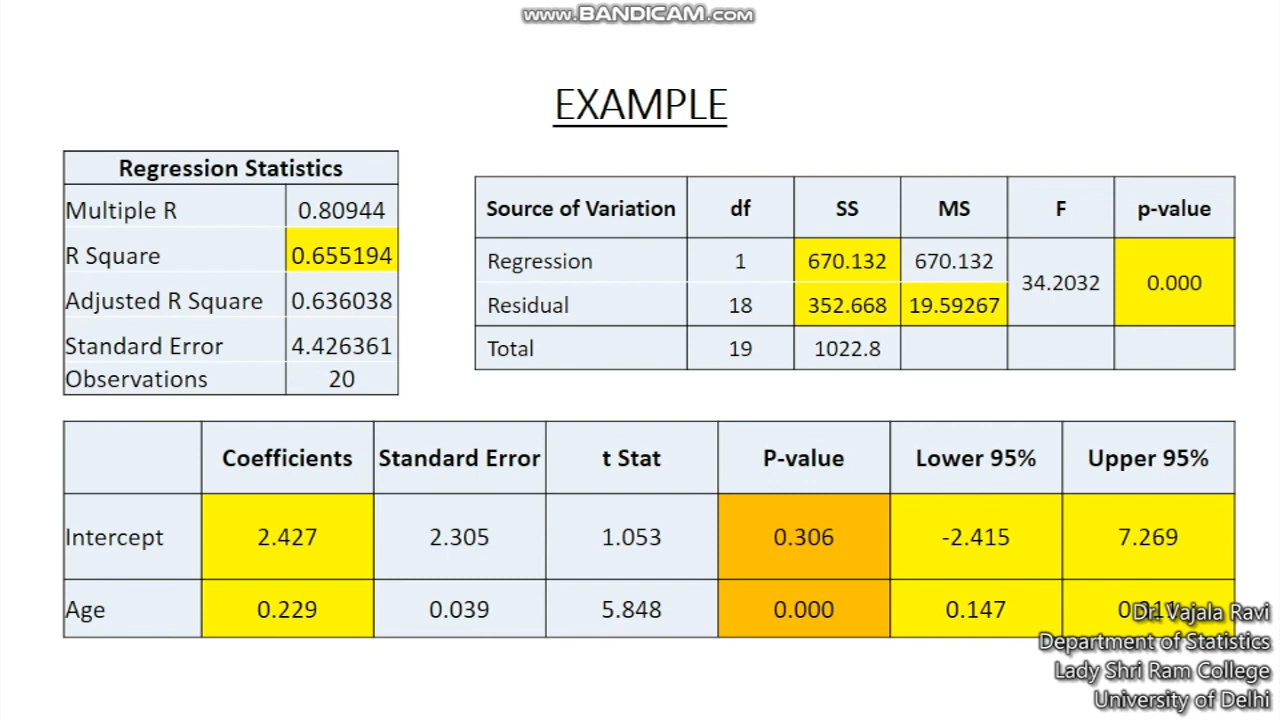 www.BANDICAM.com
EXAMPLE
Regression Statistics
Multiple R 0.80944
R Square 0.655194
Adjusted R Square 0.636038
Standard Error 4.426361
Observations 20
Source of Variation df SS MS F p-value
Regression 1 670.132 670.132 34.2032 0.000
Residual 18 352.668 19.59267
Total 19 1022.8
Coefficients Standard Error t Stat P-value Lower 95% Upper 95%
Intercept 2.427 2.305 1.053 0.306 -2.415 7.269
Age 0.229 0.039 5.848 0.000 0.147
Dr. Vajala Ravi
Department of Statistics
Lady Shri Ram College
University of Delhi